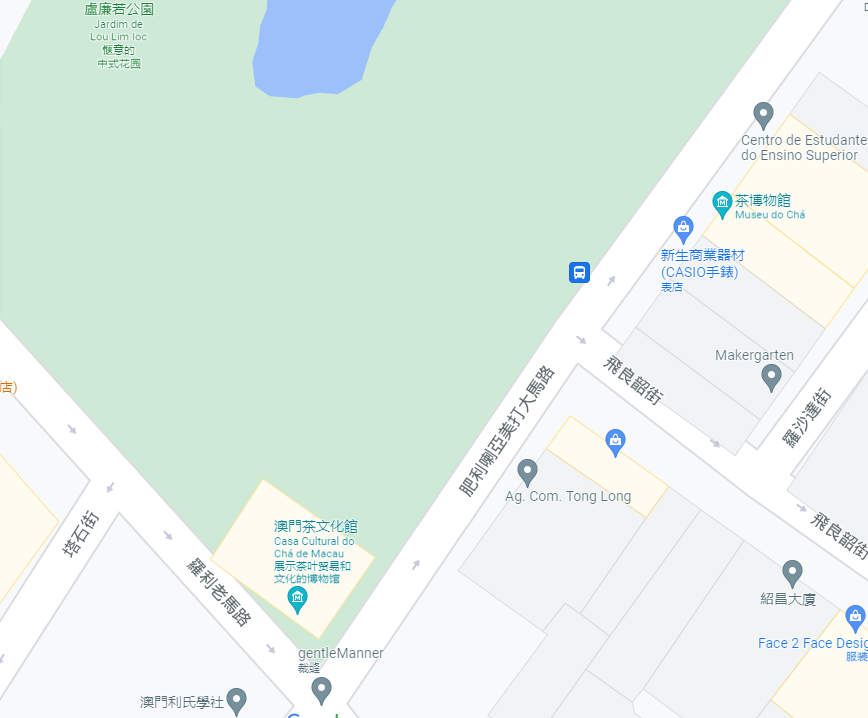 盧廉若公園
Jardim de
Lou Lim Ioc
惬意的
中式花园
Centro de Estudante
do Ensino Superior
茶博物館
Museu do Chá
新生商業器材
(CASIO手錶)
表店
Makergarten
飛良韶街
店)
羅沙達街
肥利喇亞美打大馬路
Ag. Com. Tong Long
塔石街
澳門茶文化館
Casa Cultural do
Chá de Macau
展示茶叶贸易和
文化的博物馆
飛良韶街
羅利老馬路
紹昌大廈
Face 2 Face Desig
服装
gentleManner
裁缝
澳門利氏學社